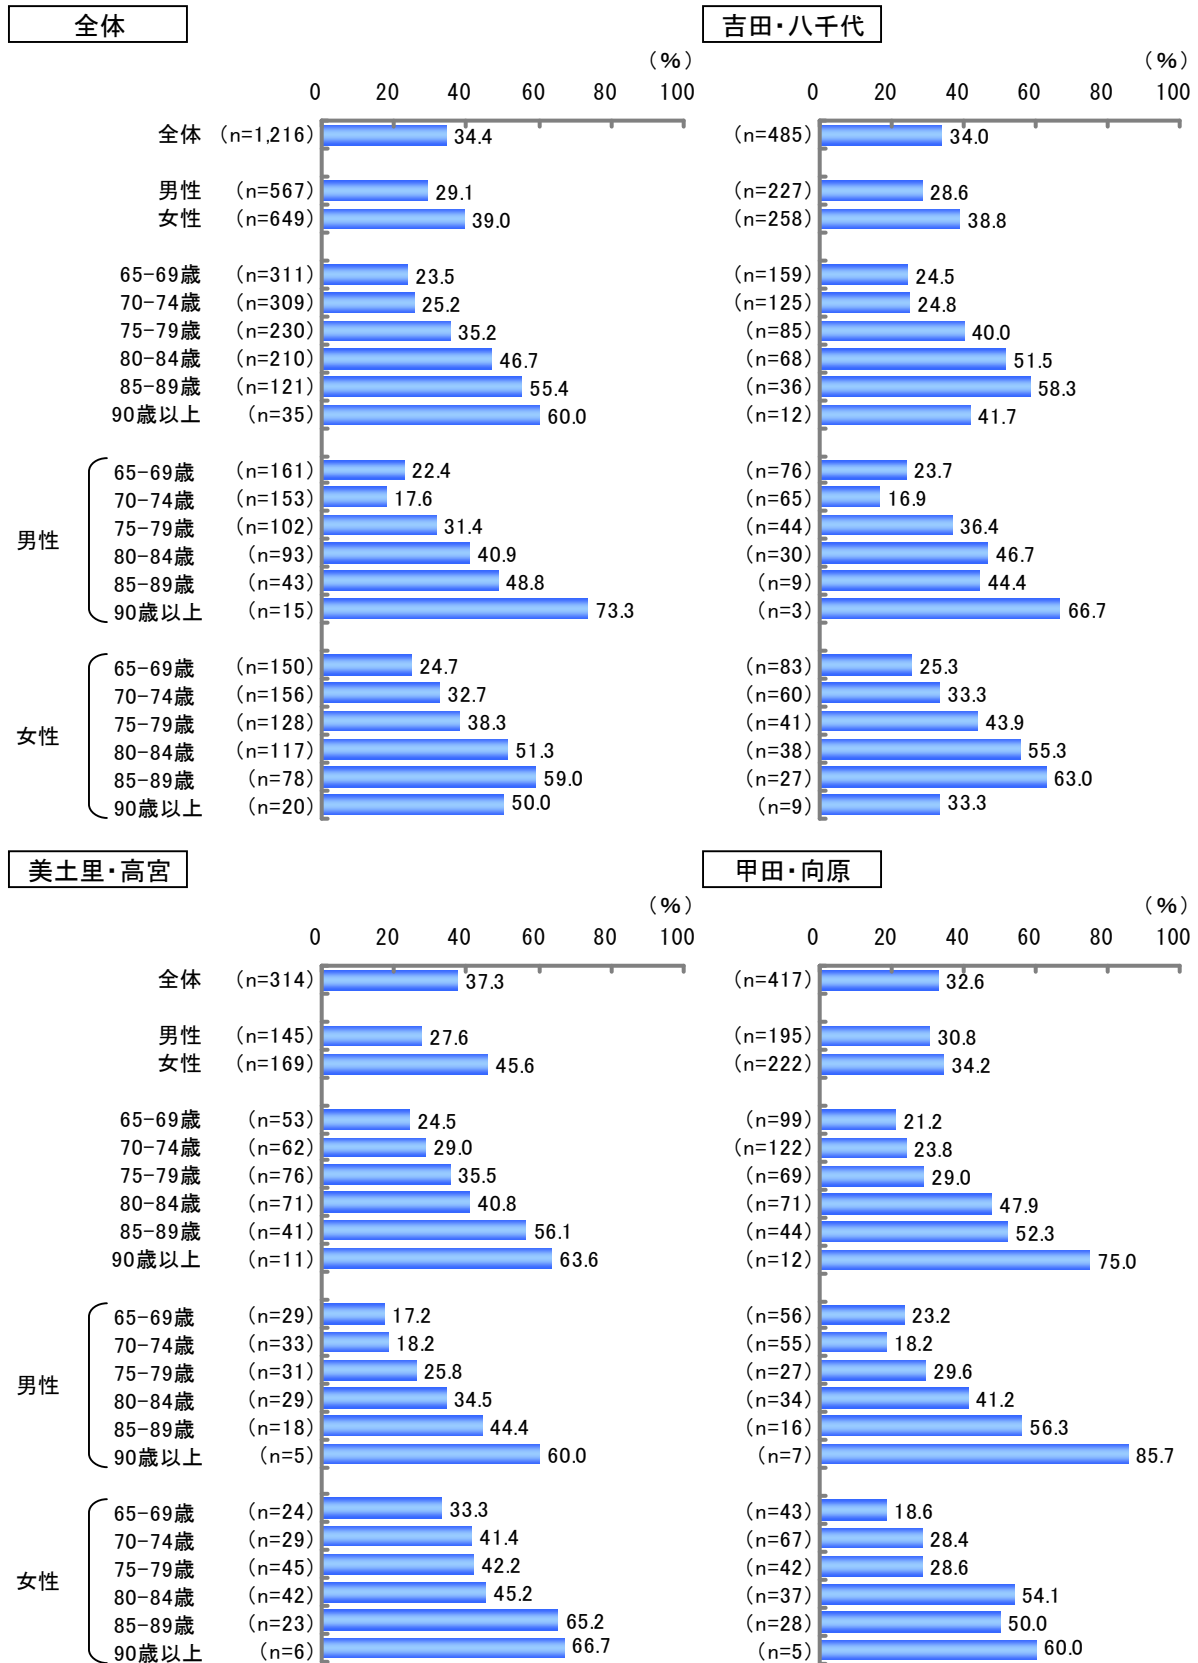 全体
（%）
0 20 40 60 80 100
全体 (n=1,216) 34.4
男性 (n=567) 29.1
女性 (n=649) 39.0
65-69歳 (n=311) 23.5
70-74歳 (n=309) 25.2
75-79歳 (n=230) 35.2
80-84歳 (n=210) 46.7
85-89歳 (n=121) 55.4
90歳以上 (n=35) 60.0
男性
65-69歳 (n=161) 22.4
70-74歳 (n=153) 17.6
75-79歳 (n=102) 31.4
80-84歳 (n=93) 40.9
85-89歳 (n=43) 48.8
90歳以上 (n=15) 73.3
女性
65-69歳 (n=150) 24.7
70-74歳 (n=156) 32.7
75-79歳 (n=128) 38.3
80-84歳 (n=117) 51.3
85-89歳 (n=78) 59.0
90歳以上 (n=20) 50.0
吉田・八千代
（%）
0 20 40 60 80 100
(n=485) 34.0
(n=227) 28.6
(n=258) 38.8
(n=159) 24.5
(n=125) 24.8
(n=85) 40.0
(n=68) 51.5
(n=36) 58.3
(n=12) 41.7
(n=76) 23.7
(n=65) 16.9
(n=44) 36.4
(n=30) 46.7
(n=9) 44.4
(n=3) 66.7
(n=83) 25.3
(n=60) 33.3
(n=41) 43.9
(n=38) 55.3
(n=27) 63.0
(n=9) 33.3
美土里・高宮
（%）
0 20 40 60 80 100
全体 (n=314) 37.3
男性 (n=145) 27.6
女性 (n=169) 45.6
65-69歳 (n=53) 24.5
70-74歳 (n=62) 29.0
75-79歳 (n=76) 35.5
80-84歳 (n=71) 40.8
85-89歳 (n=41) 56.1
90歳以上 (n=11) 63.6
男性
65-69歳 (n=29) 17.2
70-74歳 (n=33) 18.2
75-79歳 (n=31) 25.8
80-84歳 (n=29) 34.5
85-89歳 (n=18) 44.4
90歳以上 (n=5) 60.0
女性
65-69歳 (n=24) 33.3
70-74歳 (n=29) 41.4
75-79歳 (n=45) 42.2
80-84歳 (n=42) 45.2
85-89歳 (n=23) 65.2
90歳以上 (n=6) 66.7
甲田・向原
（%）
0 20 40 60 80 100
(n=417) 32.6
(n=195) 30.8
(n=222) 34.2
(n=99) 21.2
(n=122) 23.8
(n=69) 29.0
(n=71) 47.9
(n=44) 52.3
(n=12) 75.0
(n=56) 23.2
(n=55) 18.2
(n=27) 29.6
(n=34) 41.2
(n=16) 56.3
(n=7) 85.7
(n=43) 18.6
(n=67) 28.4
(n=42) 28.6
(n=37) 54.1
(n=28) 50.0
(n=5) 60.0